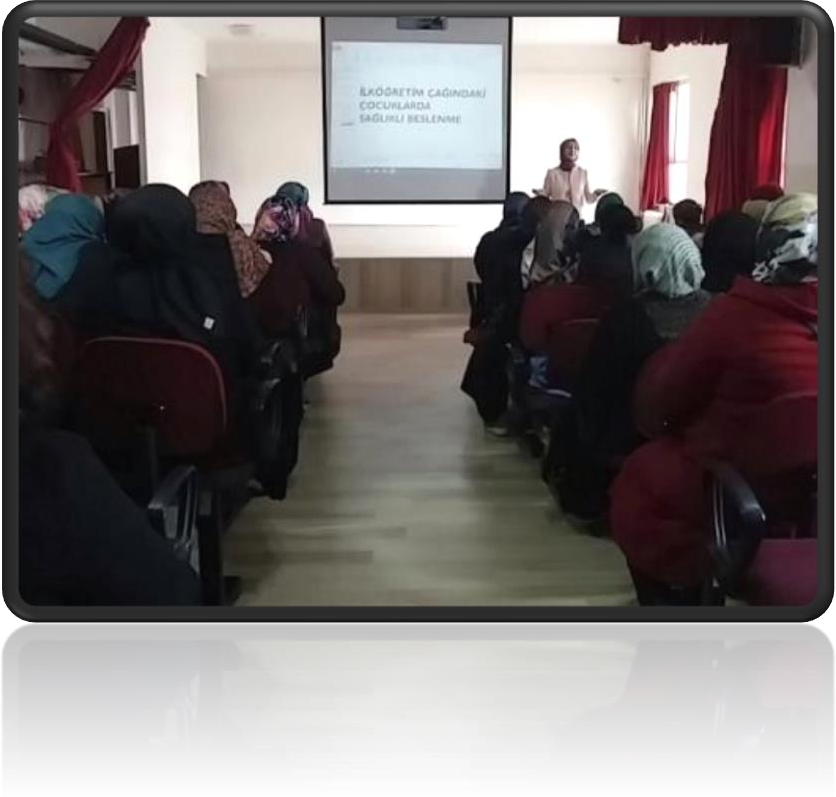 İLKÖĞRETİM ÇAĞINDAKİ
ÇOCUKLARDA
SAĞLIKLI BESLENME